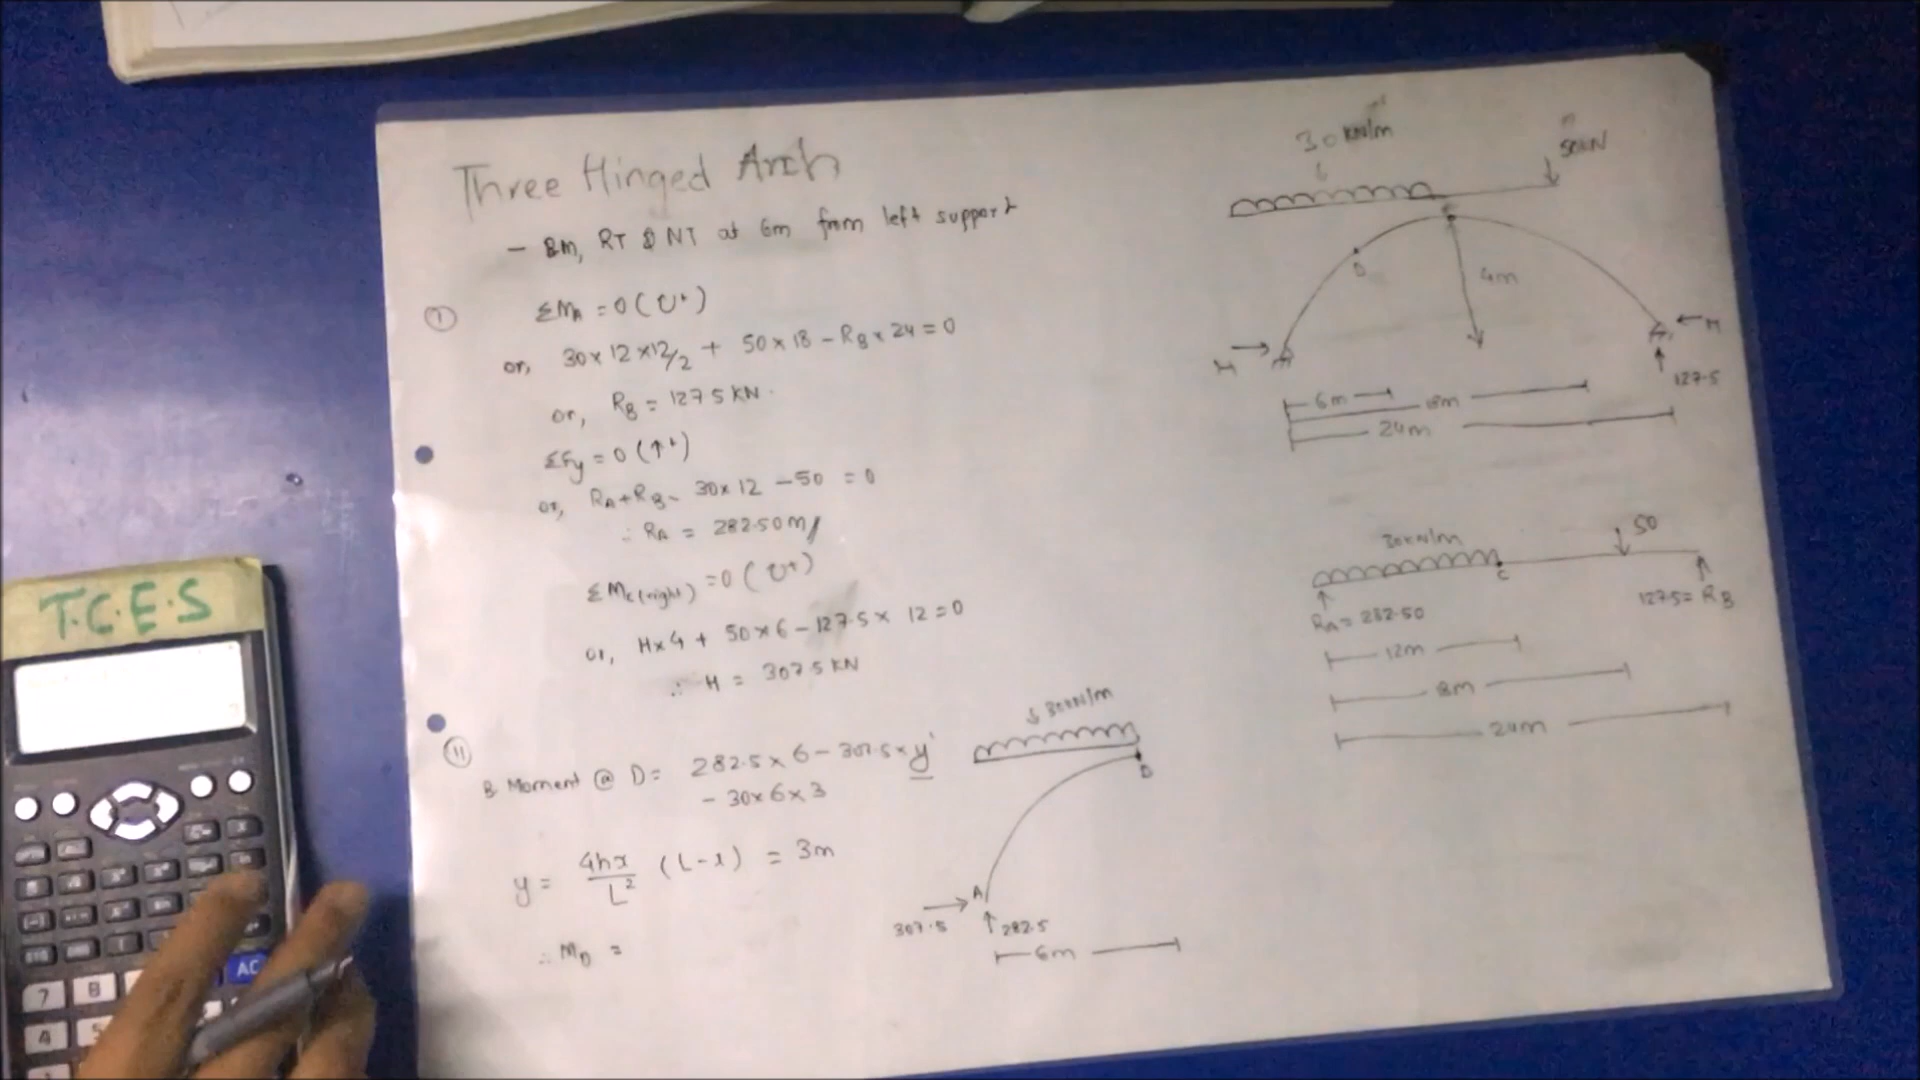 Three Hinged Arch
- BM, RT & NT at 6m from left support
I
ΣMA = 0 (↻+)
or, 30 x 12 x 12/2 + 50 x 18 - RB x 24 = 0
or, RB = 127.5 KN.
ΣFy = 0 (↑+)
or, RA + RB - 30 x 12 - 50 = 0
∴ RA = 282.50 m//
ΣMc(right) = 0 (↻+)
or, H x 4 + 50 x 6 - 127.5 x 12 = 0
∴ H = 307.5 KN
II
B Moment @ D = 282.5 x 6 - 307.5 x y
- 30 x 6 x 3
y = 4hx/L² (L-x) = 3m
∴ MD =
30 KN/m
50KN
C
D
4m
H
H
127.5
6m
18m
24m
30KN/m
50
C
RA = 282.50
127.5 = RB
12m
18m
24m
30KN/m
D
A
307.5
282.5
6m
T.C.E.S
AC
7
8
4
5
1